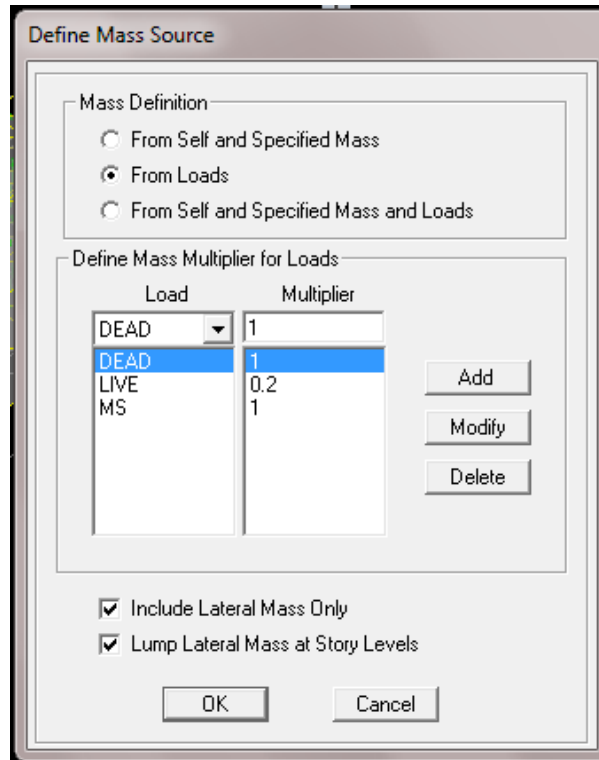 Define Mass Source
Mass Definition
From Self and Specified Mass
From Loads
From Self and Specified Mass and Loads
Define Mass Multiplier for Loads
Load Multiplier
DEAD 1
DEAD 1
LIVE 0.2
MS 1
Add
Modify
Delete
Include Lateral Mass Only
Lump Lateral Mass at Story Levels
OK Cancel